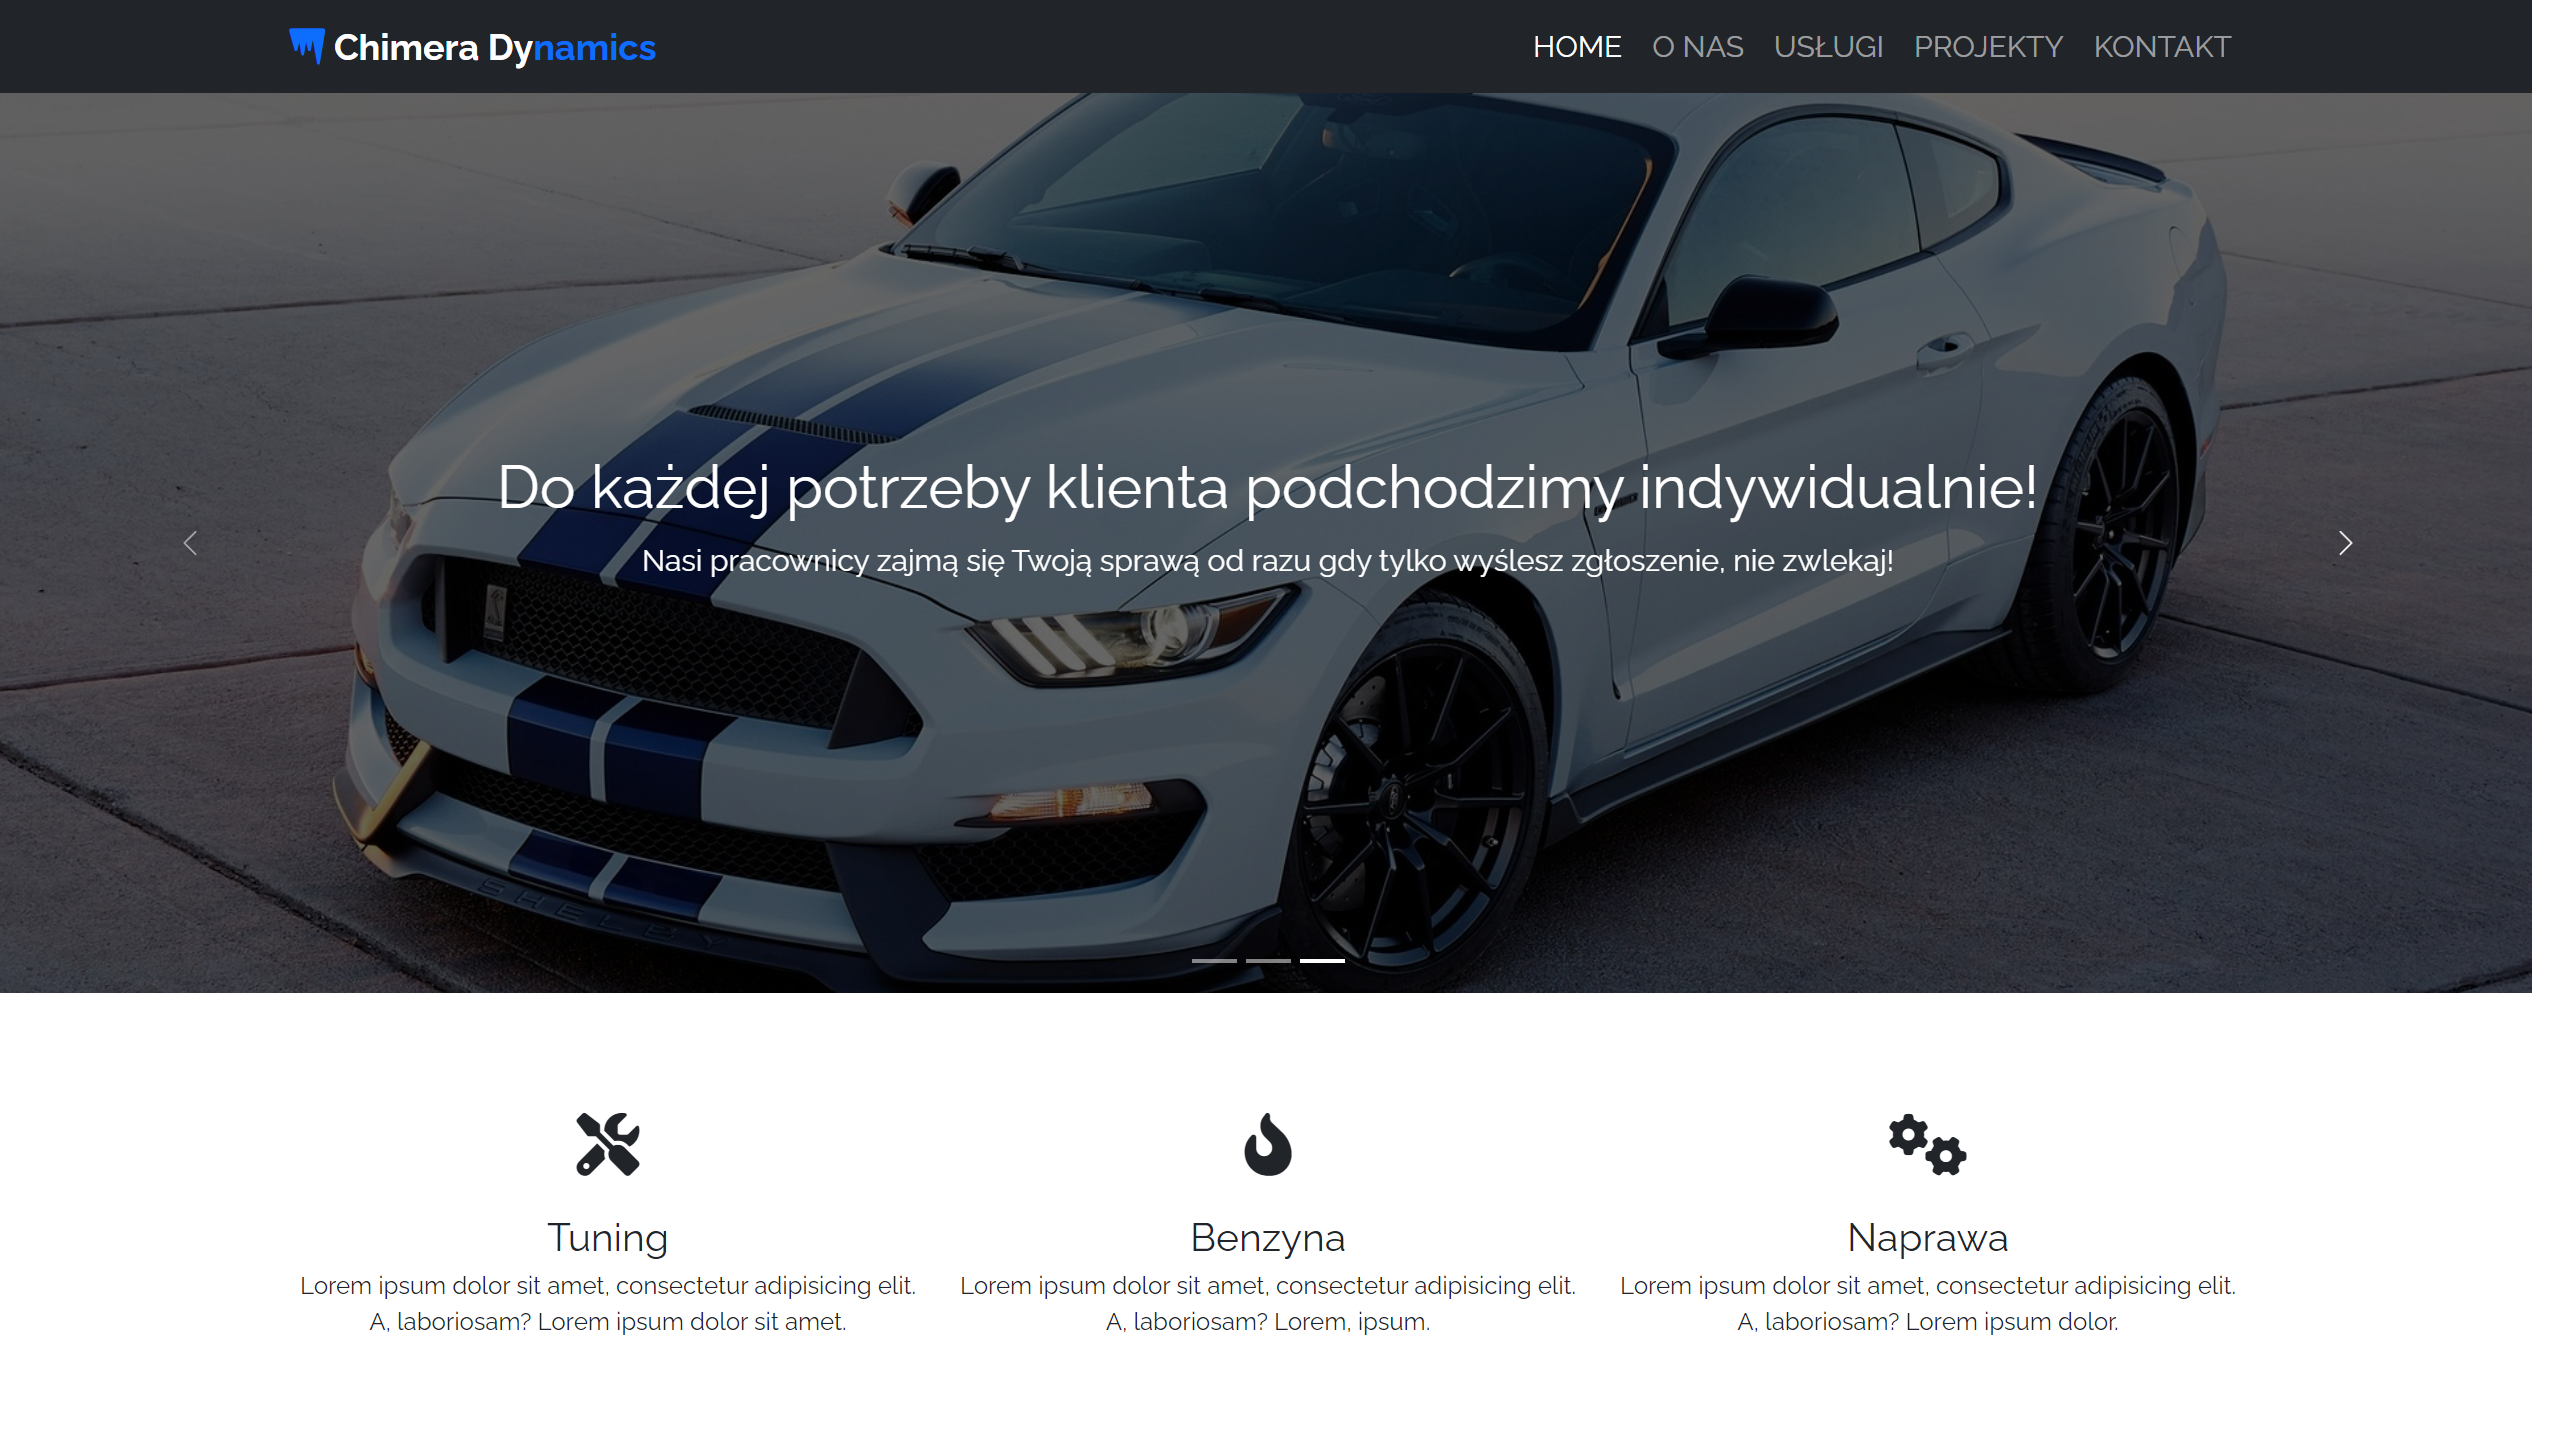 Chimera Dynamics
HOME O NAS USŁUGI PROJEKTY KONTAKT
Do każdej potrzeby klienta podchodzimy indywidualnie!
Nasi pracownicy zajmą się Twoją sprawą od razu gdy tylko wyślesz zgłoszenie, nie zwlekaj!
SHELBY
Tuning
Lorem ipsum dolor sit amet, consectetur adipisicing elit.
A, laboriosam? Lorem ipsum dolor sit amet.
Benzyna
Lorem ipsum dolor sit amet, consectetur adipisicing elit.
A, laboriosam? Lorem, ipsum.
Naprawa
Lorem ipsum dolor sit amet, consectetur adipisicing elit.
A, laboriosam? Lorem ipsum dolor.